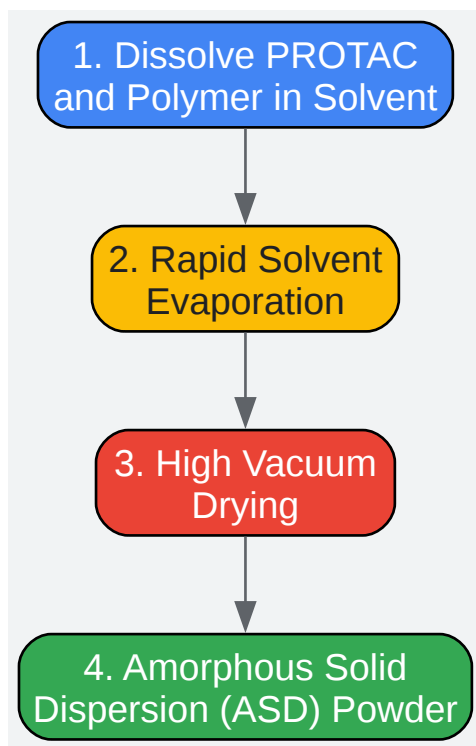 1. Dissolve PROTAC
and Polymer in Solvent
2. Rapid Solvent
Evaporation
3. High Vacuum
Drying
4. Amorphous Solid
Dispersion (ASD) Powder